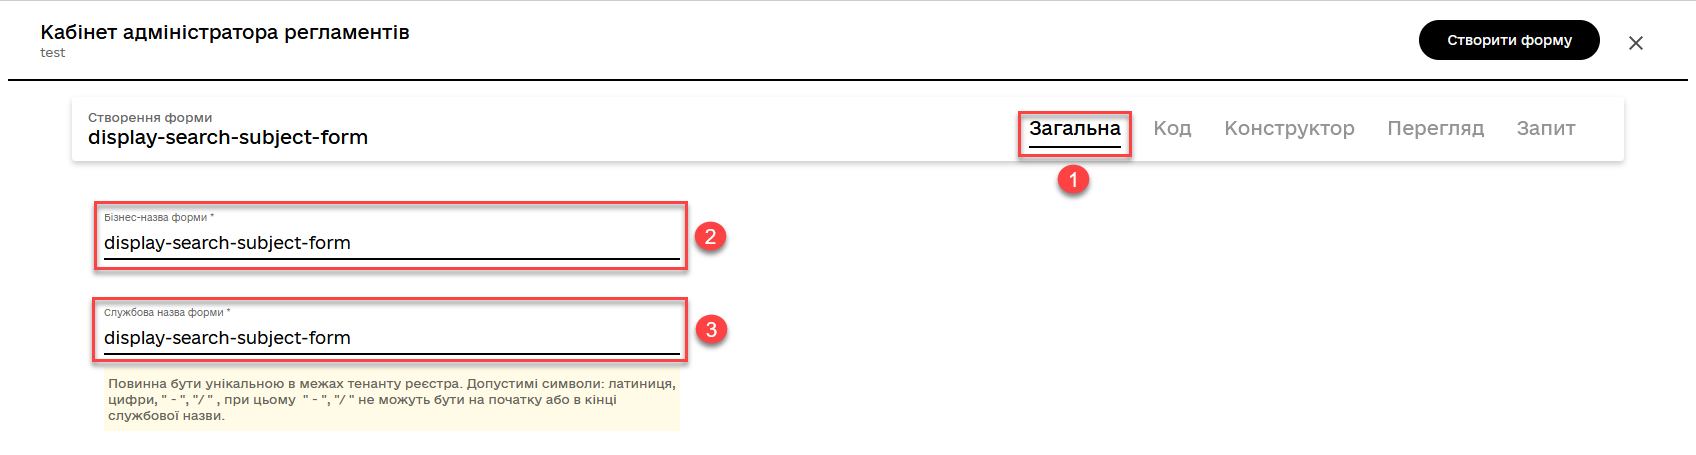 Кабінет адміністратора регламентів
test
Створити форму
Створення форми
display-search-subject-form
Загальна Код Конструктор Перегляд Запит
1
Бізнес-назва форми *
display-search-subject-form
2
Службова назва форми *
display-search-subject-form
3
Повинна бути унікальною в межах тенанту реєстра. Допустимі символи: латиниця,
цифри, " - ", "/ " , при цьому " - ", "/ " не можуть бути на початку або в кінці
службової назви.